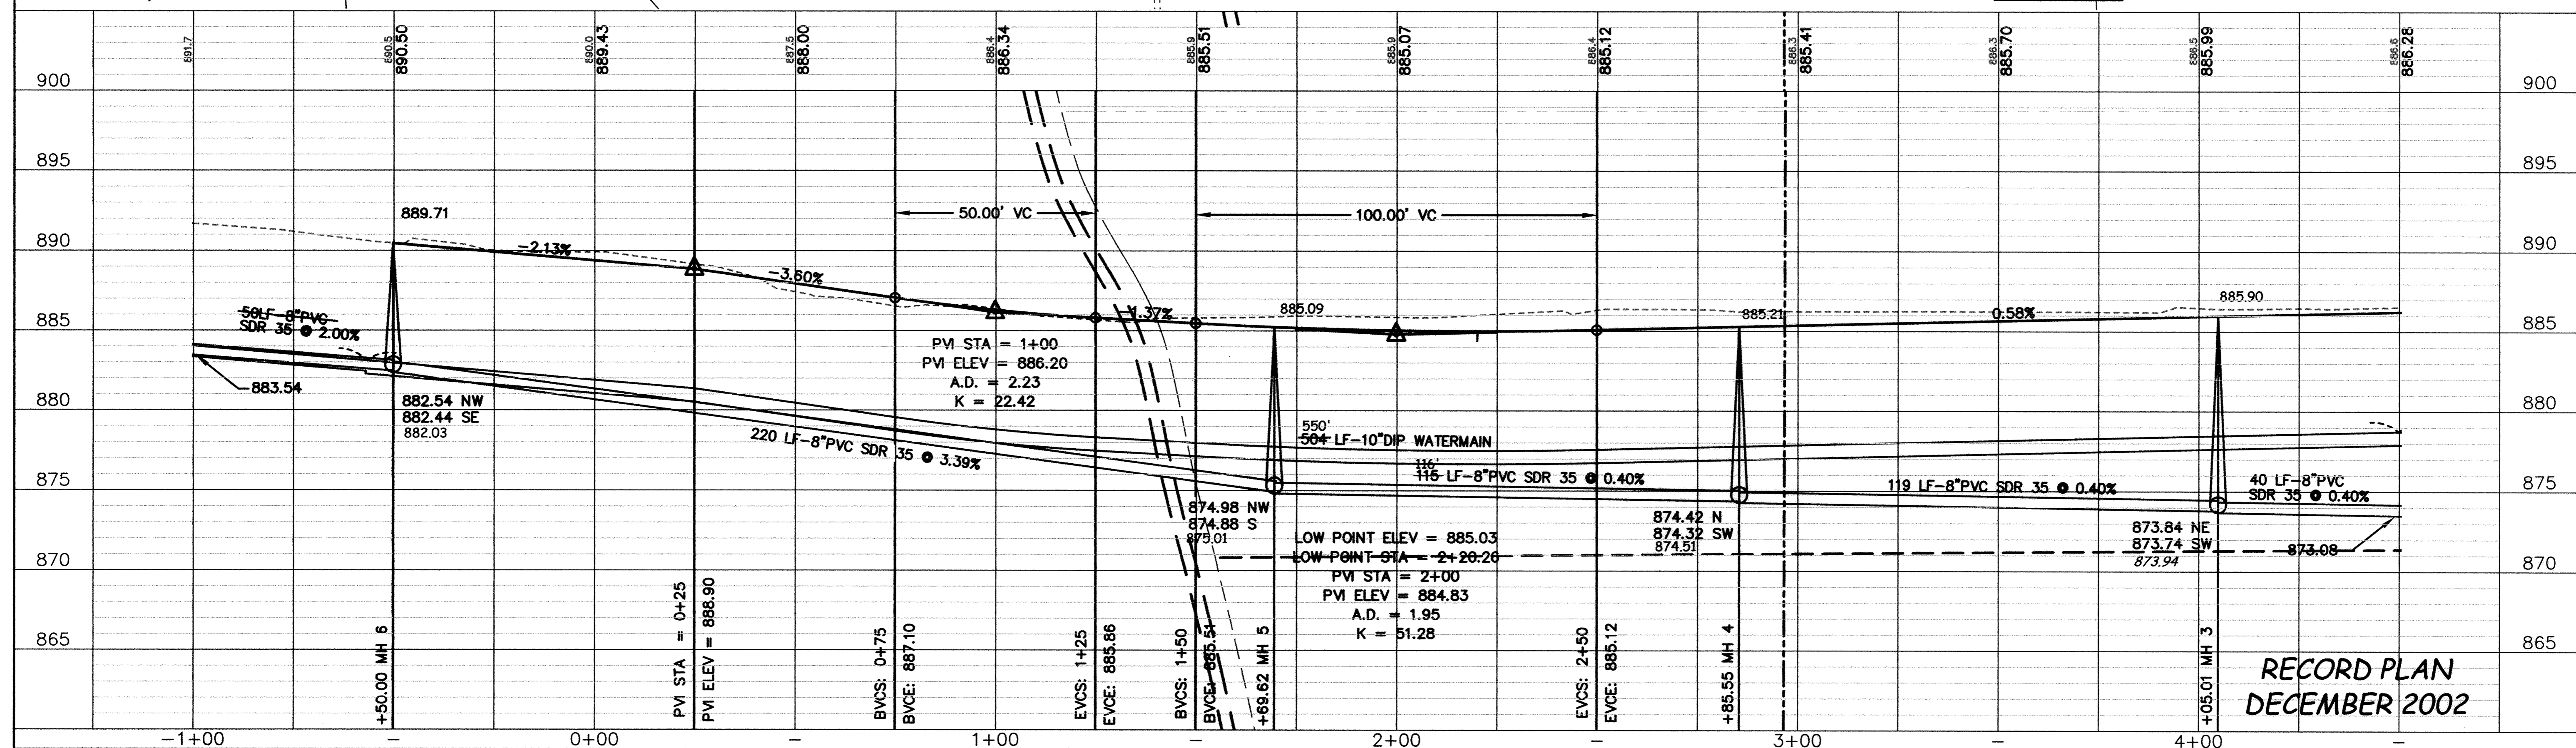 891.7
890.5
890.50
890.0
889.43
887.5
888.00
886.4
886.34
885.9
885.51
885.9
885.07
886.4
885.12
886.3
885.41
886.3
885.70
886.5
885.99
886.6
886.28
900
900
895
895
889.71
50.00' VC
100.00' VC
890
890
-2.13%
-3.60%
50LF-8"PVC
SDR 35 @ 2.00%
885.09
-1.37%
885.21
0.58%
885.90
885
885
PVI STA = 1+00
PVI ELEV = 886.20
A.D. = 2.23
K = 22.42
883.54
880
880
882.54 NW
882.44 SE
882.03
220 LF-8"PVC SDR 35 @ 3.39%
550'
504 LF-10"DIP WATERMAIN
116'
115 LF-8"PVC SDR 35 @ 0.40%
119 LF-8"PVC SDR 35 @ 0.40%
40 LF-8"PVC
SDR 35 @ 0.40%
875
875
874.98 NW
874.88 S
875.01
874.42 N
874.32 SW
874.51
873.84 NE
873.74 SW
873.94
873.08
LOW POINT ELEV = 885.03
LOW POINT STA = 2+20.26
PVI STA = 2+00
PVI ELEV = 884.83
A.D. = 1.95
K = 51.28
870
870
865
865
+50.00 MH 6
PVI STA = 0+25
PVI ELEV = 888.90
BVCS: 0+75
BVCE: 887.10
EVCS: 1+25
EVCE: 885.86
BVCS: 1+50
BVCE: 885.51
+69.62 MH 5
EVCS: 2+50
EVCE: 885.12
+85.55 MH 4
+05.01 MH 3
RECORD PLAN
DECEMBER 2002
-1+00 - 0+00 - 1+00 - 2+00 - 3+00 - 4+00 -